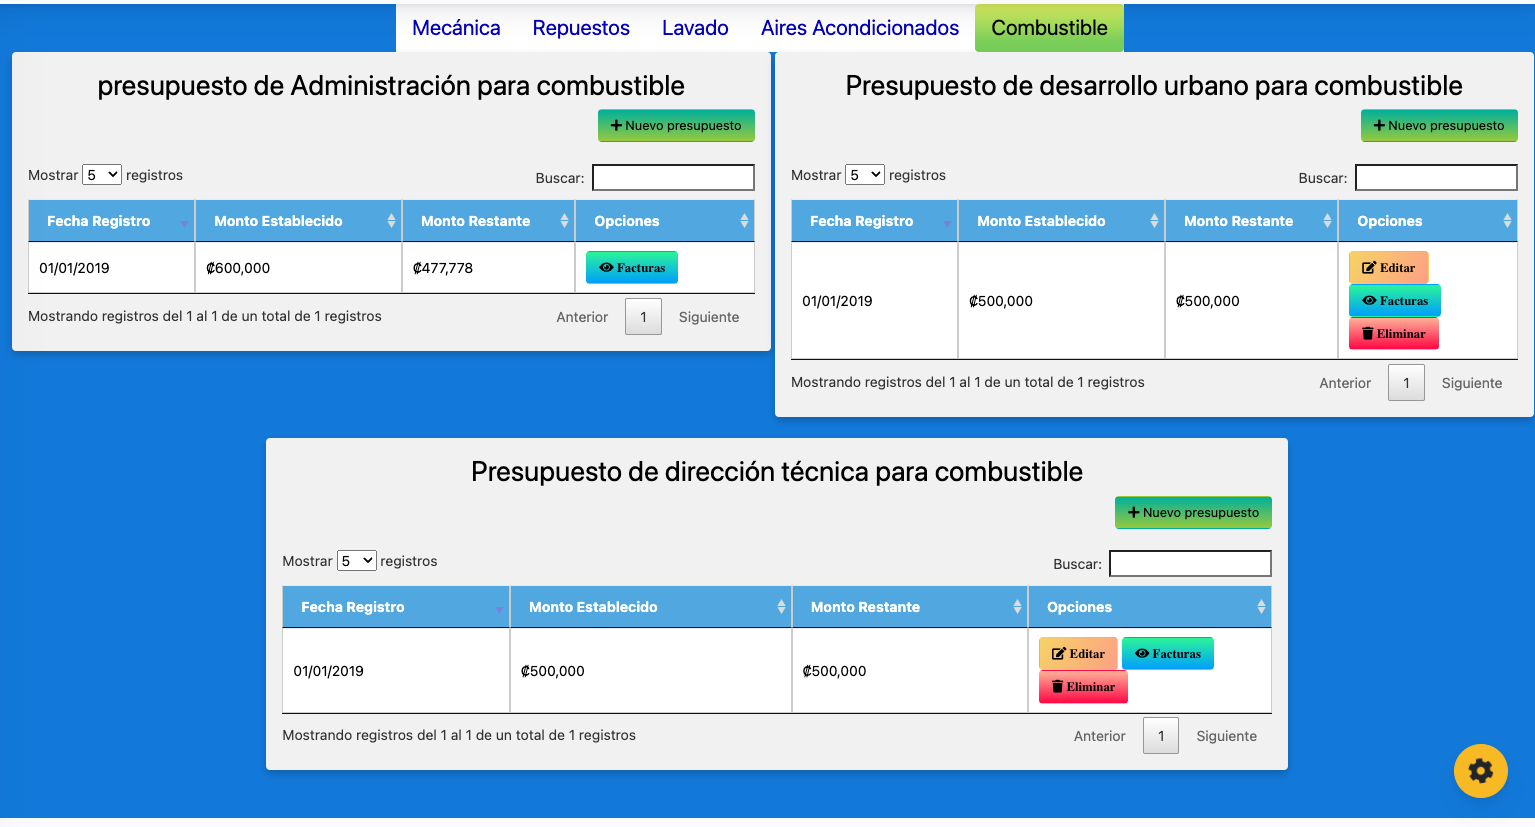 Mecánica Repuestos Lavado Aires Acondicionados Combustible
presupuesto de Administración para combustible
Nuevo presupuesto
Mostrar 5 registros Buscar:
Fecha Registro Monto Establecido Monto Restante Opciones
01/01/2019 ₡600,000 ₡477,778 Facturas
Mostrando registros del 1 al 1 de un total de 1 registros Anterior 1 Siguiente
Presupuesto de desarrollo urbano para combustible
Nuevo presupuesto
Mostrar 5 registros Buscar:
Fecha Registro Monto Establecido Monto Restante Opciones
Editar
01/01/2019 ₡500,000 ₡500,000 Facturas
Eliminar
Mostrando registros del 1 al 1 de un total de 1 registros Anterior 1 Siguiente
Presupuesto de dirección técnica para combustible
Nuevo presupuesto
Mostrar 5 registros Buscar:
Fecha Registro Monto Establecido Monto Restante Opciones
Editar Facturas
01/01/2019 ₡500,000 ₡500,000
Eliminar
Mostrando registros del 1 al 1 de un total de 1 registros Anterior 1 Siguiente